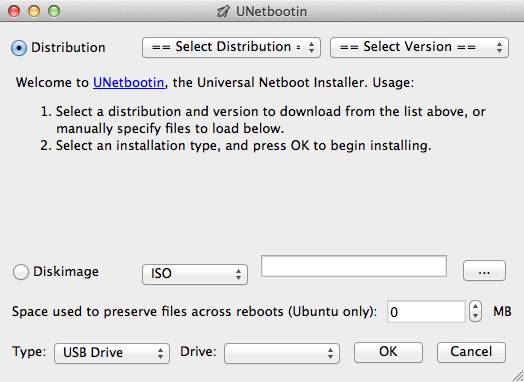 UNetbootin
Distribution == Select Distribution = == Select Version ==
Welcome to UNetbootin, the Universal Netboot Installer. Usage:
1. Select a distribution and version to download from the list above, or
manually specify files to load below.
2. Select an installation type, and press OK to begin installing.
Diskimage ISO ...
Space used to preserve files across reboots (Ubuntu only): 0 MB
Type: USB Drive Drive: OK Cancel